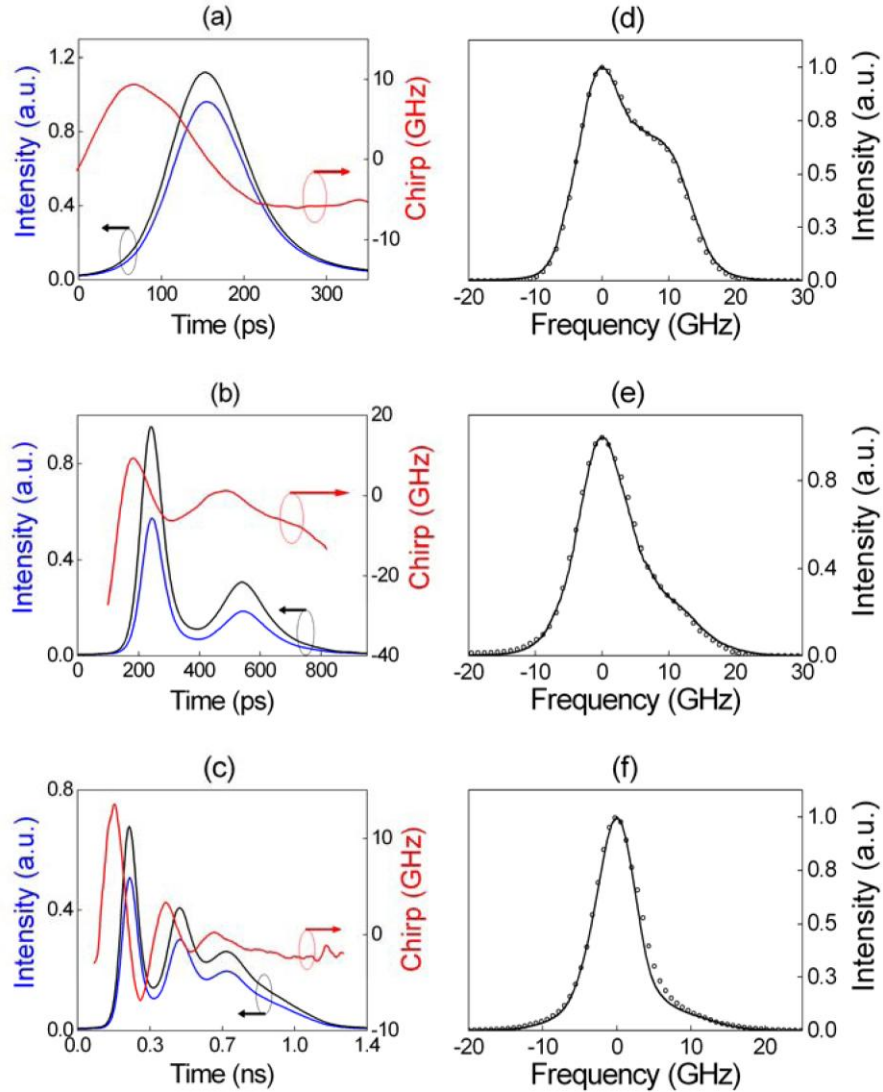 (a)
Intensity (a.u.)
1.2
0.8
0.4
0.0
10
0
-10
Chirp (GHz)
0 100 200 300
Time (ps)
(d)
1.0
0.8
0.5
0.3
0.0
Intensity (a.u.)
-20 -10 0 10 20 30
Frequency (GHz)
(b)
Intensity (a.u.)
0.8
0.4
0.0
20
0
-20
-40
Chirp (GHz)
0 200 400 600 800
Time (ps)
(e)
0.8
0.4
0.0
Intensity (a.u.)
-20 -10 0 10 20 30
Frequency (GHz)
(c)
Intensity (a.u.)
0.8
0.4
0.0
10
0
-10
Chirp (GHz)
0.0 0.3 0.7 1.0 1.4
Time (ns)
(f)
1.0
0.8
0.5
0.3
0.0
Intensity (a.u.)
-20 -10 0 10 20
Frequency (GHz)